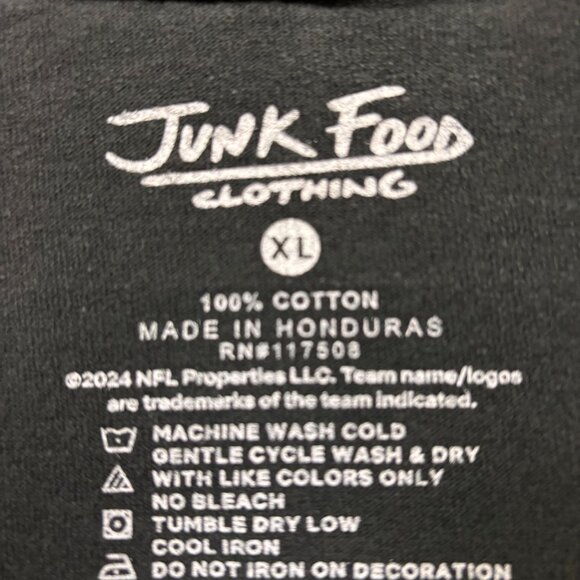 JUNK FOOD
CLOTHING
XL
100% COTTON
MADE IN HONDURAS
RN#117508
©2024 NFL Properties LLC. Team name/logos
are trademarks of the team indicated.
MACHINE WASH COLD
GENTLE CYCLE WASH & DRY
WITH LIKE COLORS ONLY
NO BLEACH
TUMBLE DRY LOW
COOL IRON
DO NOT IRON ON DECORATION